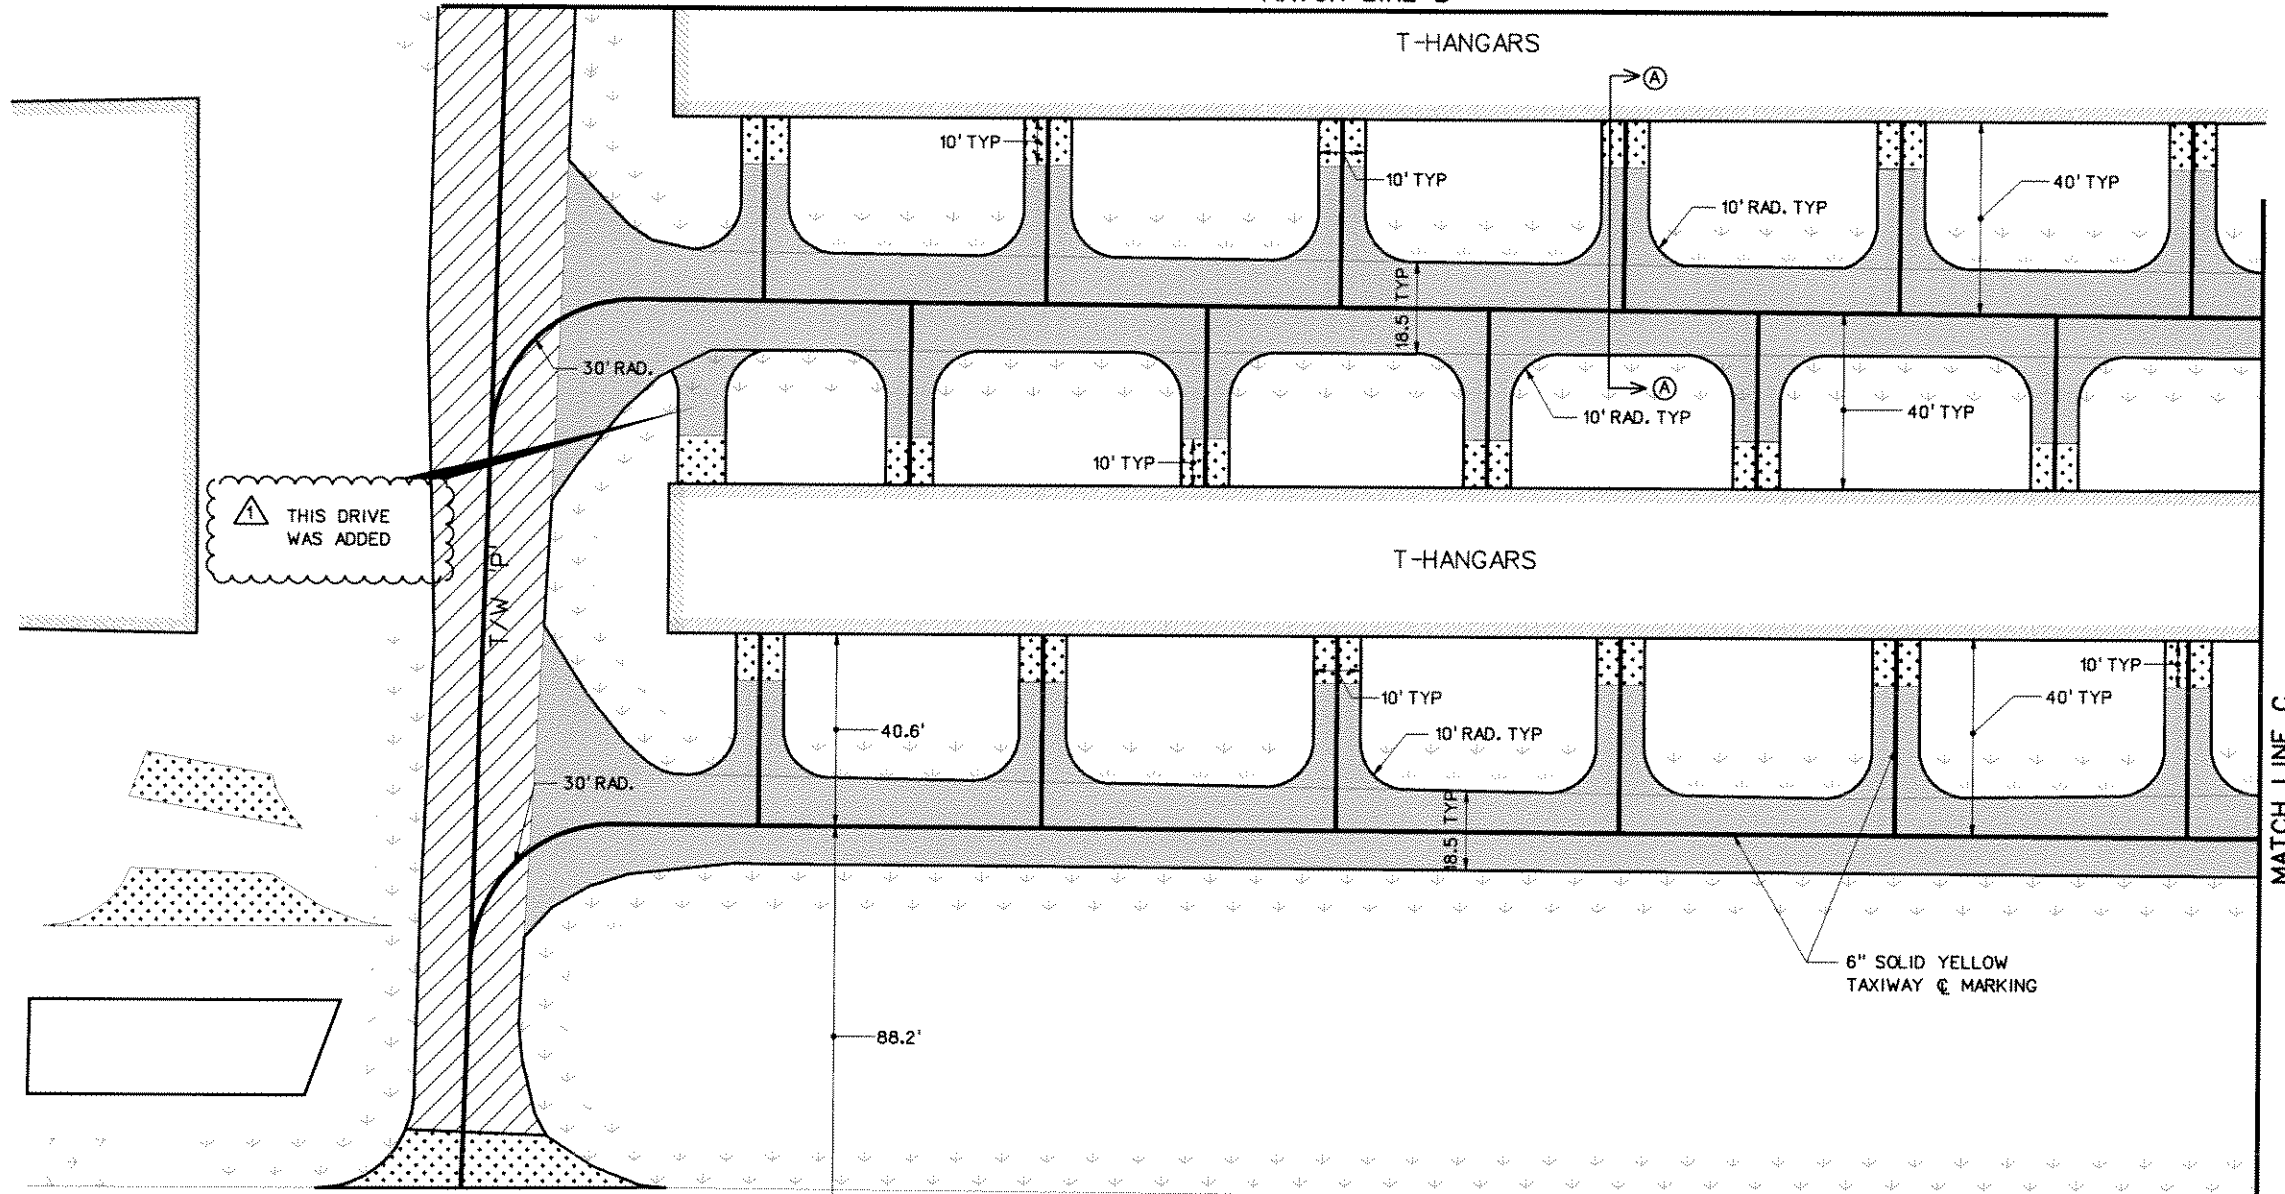 T-HANGARS
A
10' TYP
10' TYP
40' TYP
10' RAD. TYP
18.5 TYP
30' RAD.
A
10' RAD. TYP
40' TYP
10' TYP
1 THIS DRIVE
WAS ADDED
T/W 'P'
T-HANGARS
10' TYP
40' TYP
10' TYP
40.6'
10' RAD. TYP
30' RAD.
18.5 TYP
MATCH LINE C
6" SOLID YELLOW
TAXIWAY ℄ MARKING
88.2'